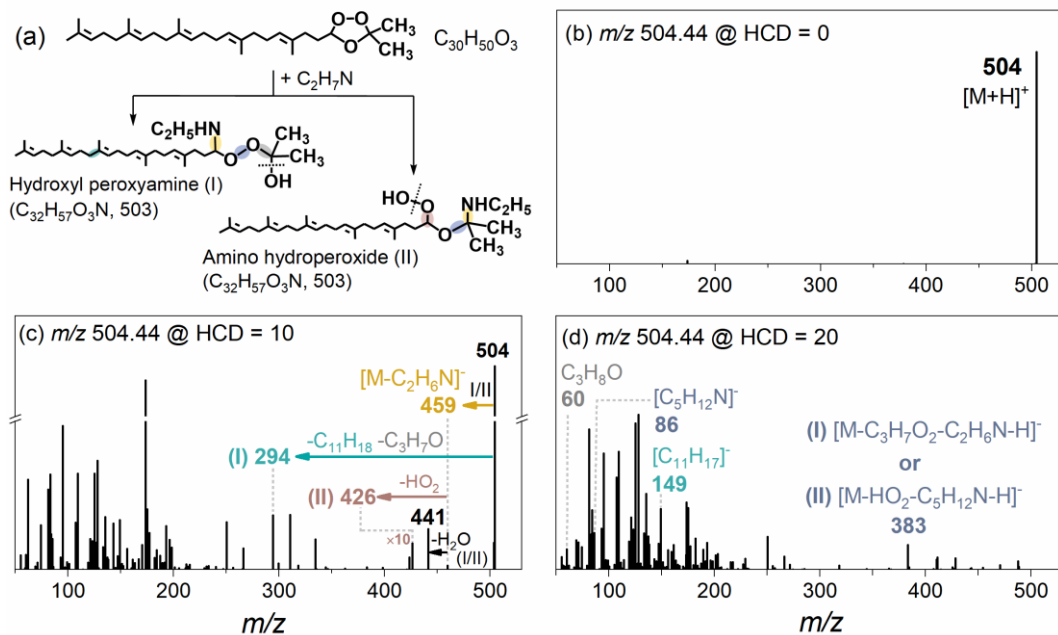 (a)
CH₃
CH₃
C₃₀H₅₀O₃
+ C₂H₇N
C₂H₅HN
CH₃
CH₃
OH
Hydroxyl peroxyamine (I)
(C₃₂H₅₇O₃N, 503)
HO
O
NHC₂H₅
CH₃
CH₃
Amino hydroperoxide (II)
(C₃₂H₅₇O₃N, 503)
(b) m/z 504.44 @ HCD = 0
504
[M+H]⁺
100 200 300 400 500
(c) m/z 504.44 @ HCD = 10
504
[M-C₂H₆N]⁻ I/II
459
-C₁₁H₁₈ -C₃H₇O
(I) 294
-HO₂
(II) 426
441
×10
-H₂O
(I/II)
100 200 300 400 500
m/z
(d) m/z 504.44 @ HCD = 20
C₃H₈O
60
[C₅H₁₂N]⁻
86
[C₁₁H₁₇]⁻
149
(I) [M-C₃H₇O₂-C₂H₆N-H]⁻
or
(II) [M-HO₂-C₅H₁₂N-H]⁻
383
100 200 300 400 500
m/z